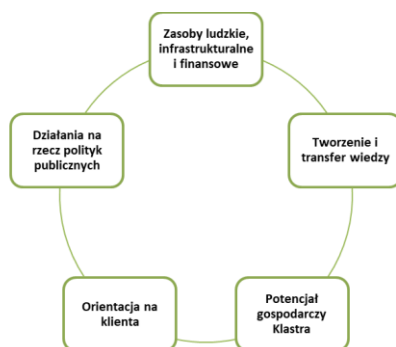 Zasoby ludzkie,
infrastrukturalne
i finansowe
Tworzenie i
transfer wiedzy
Potencjał
gospodarczy
Klastra
Orientacja na
klienta
Działania na
rzecz polityk
publicznych